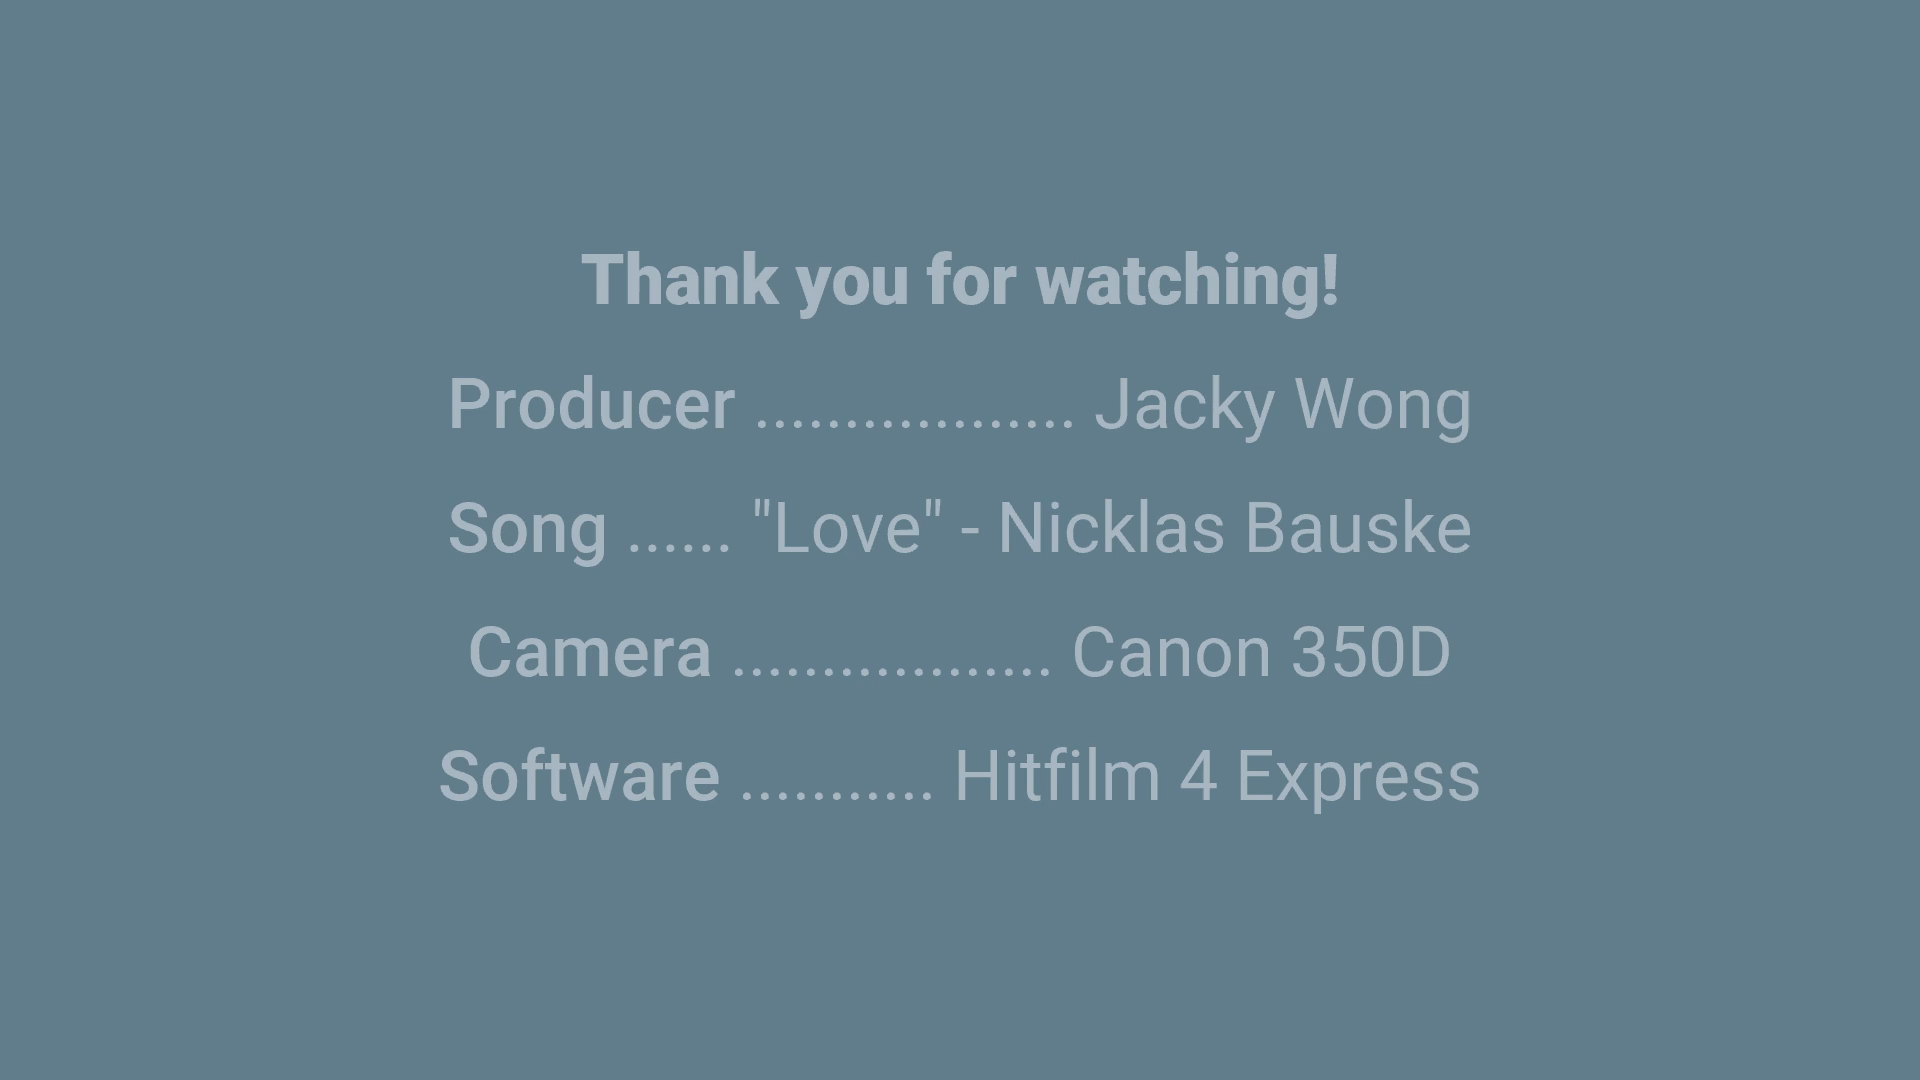 Thank you for watching!
Producer .................. Jacky Wong
Song ...... "Love" - Nicklas Bauske
Camera .................. Canon 350D
Software ........... Hitfilm 4 Express